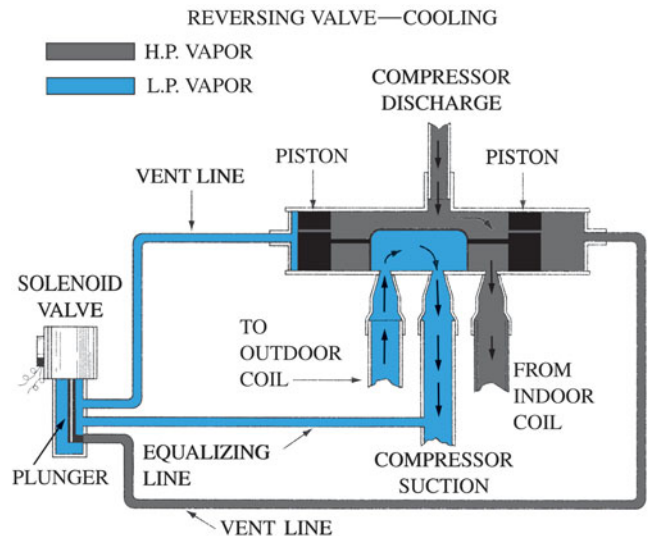 REVERSING VALVE—COOLING
H.P. VAPOR
L.P. VAPOR
COMPRESSOR
DISCHARGE
PISTON
PISTON
VENT LINE
SOLENOID
VALVE
TO
OUTDOOR
COIL
FROM
INDOOR
COIL
EQUALIZING
LINE
PLUNGER
COMPRESSOR
SUCTION
VENT LINE